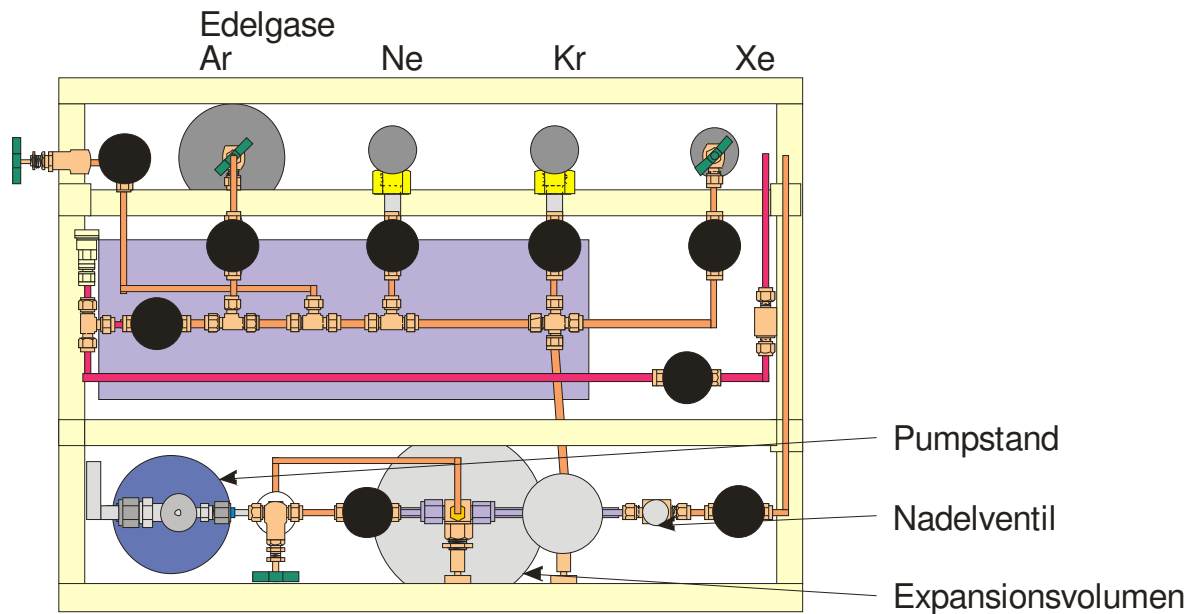 Edelgase
Ar Ne Kr Xe
Pumpstand
Nadelventil
Expansionsvolumen